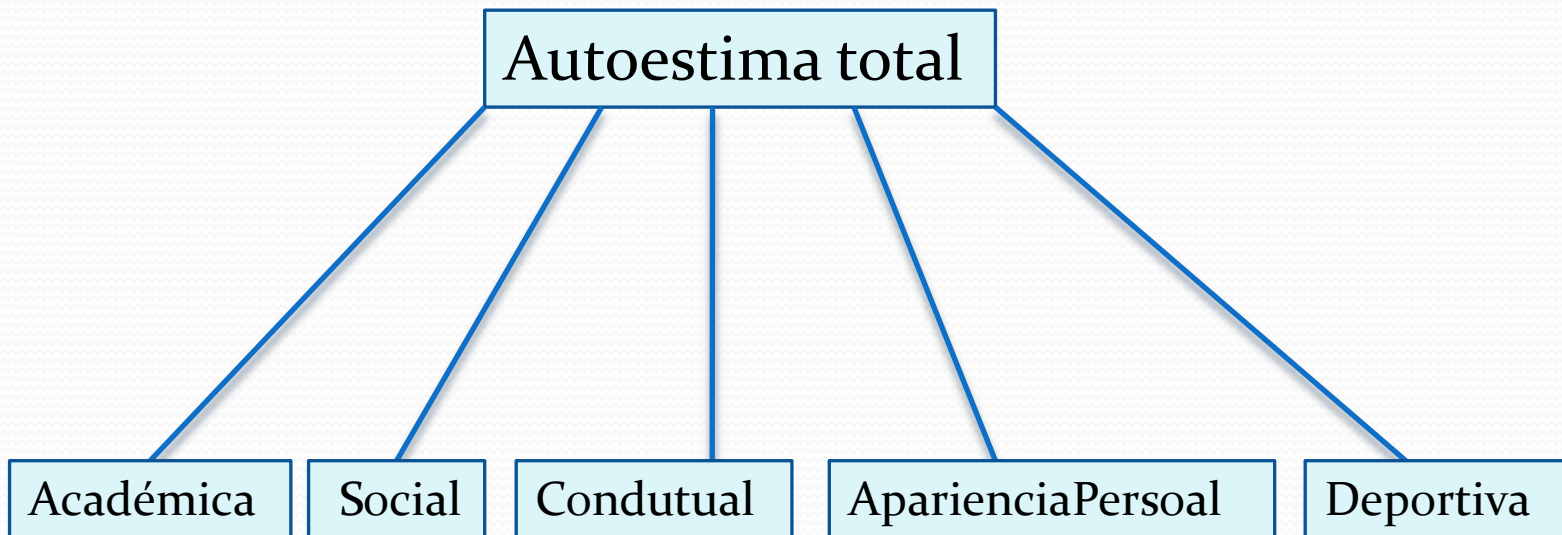 Autoestima total
Académica
Social
Condutual
AparienciaPersoal
Deportiva